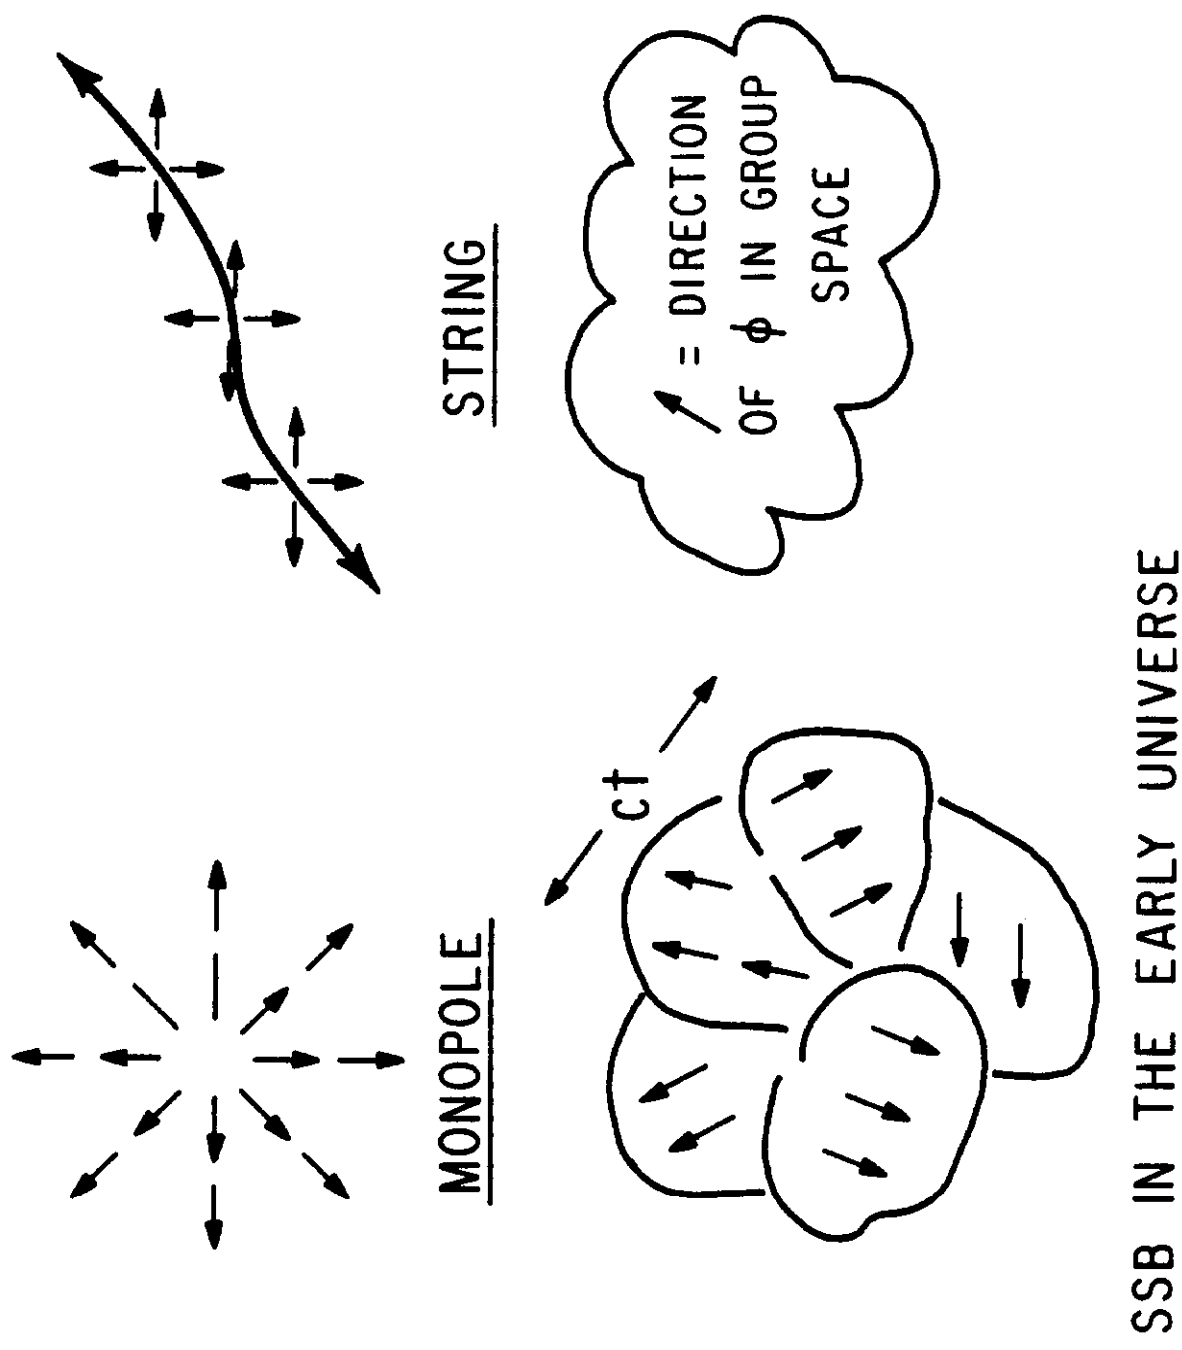 MONOPOLE
STRING
ct
= DIRECTION
OF ϕ IN GROUP
SPACE
SSB IN THE EARLY UNIVERSE